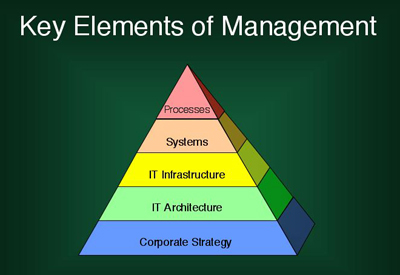 Key Elements of Management
Processes
Systems
IT Infrastructure
IT Architecture
Corporate Strategy